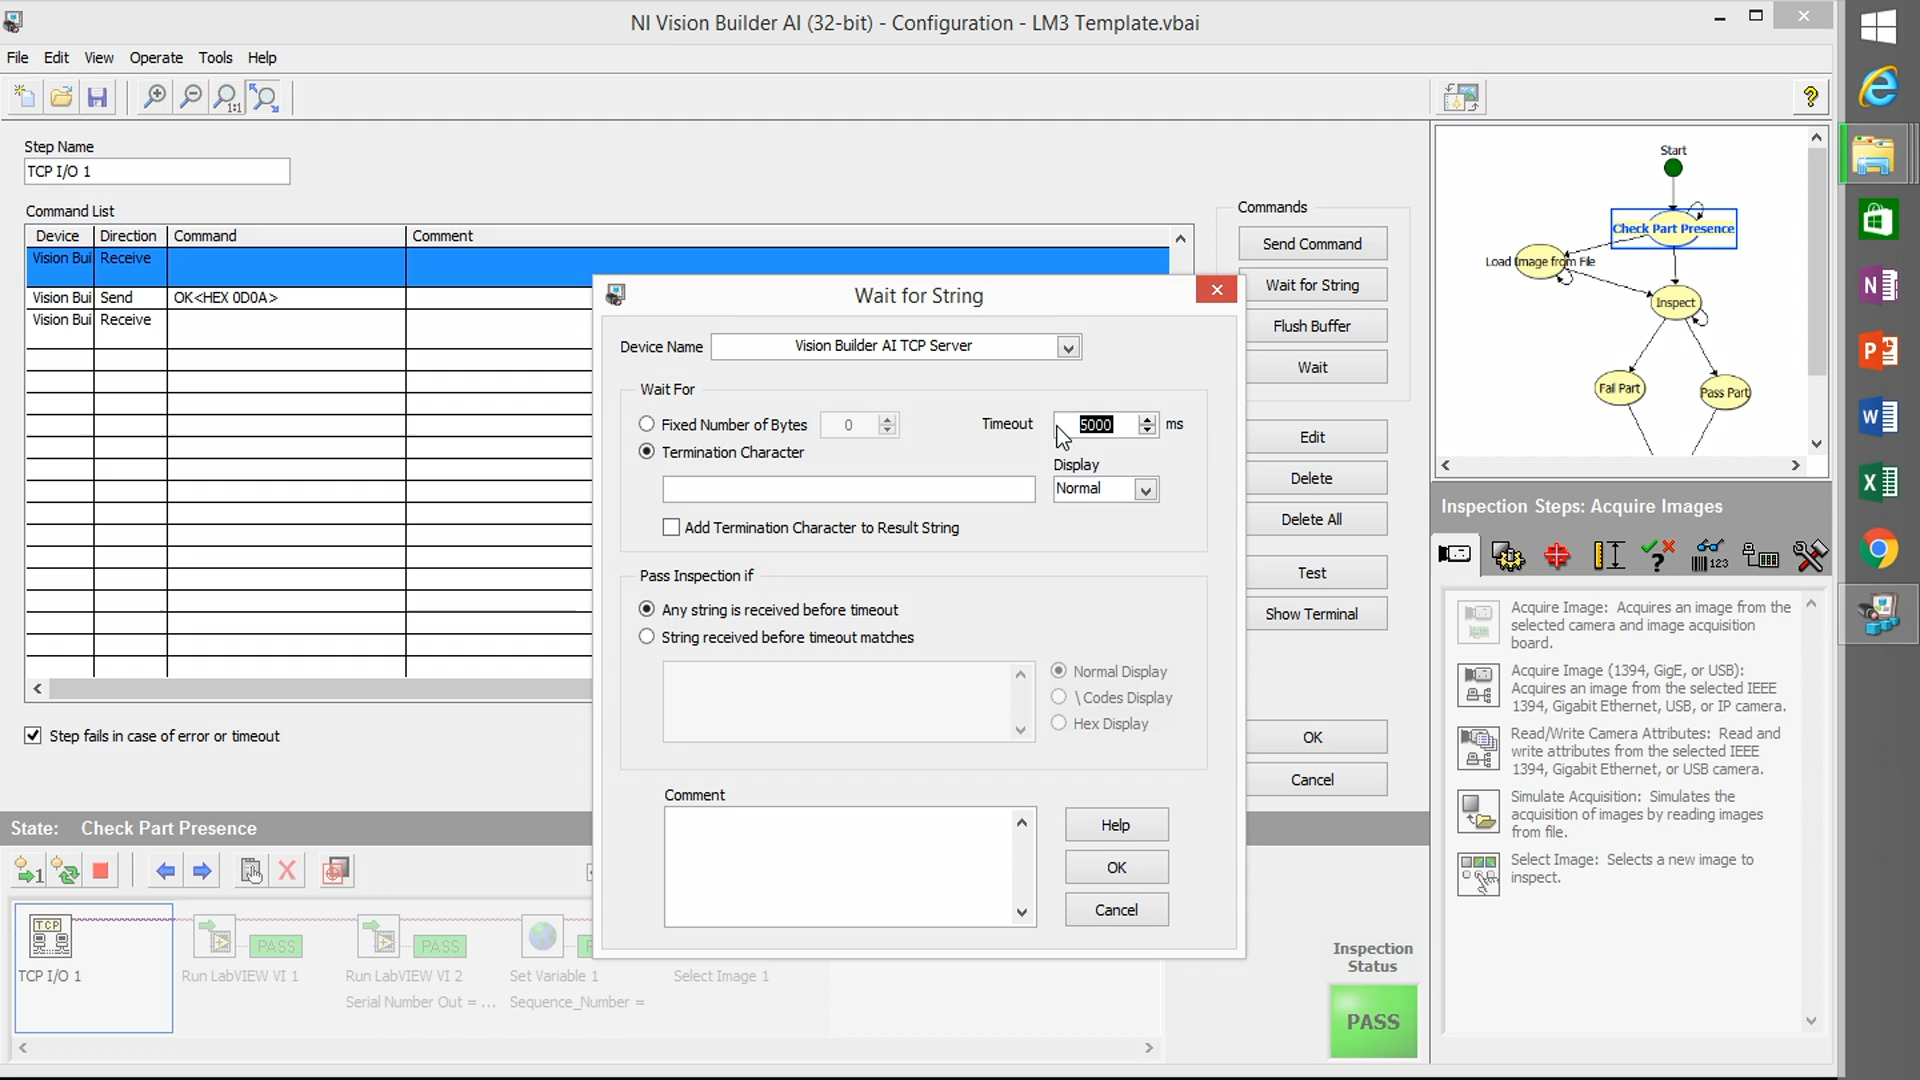 NI Vision Builder AI (32-bit) - Configuration - LM3 Template.vbai
File Edit View Operate Tools Help
1:1
?
Step Name
TCP I/O 1
Command List
Device Direction Command Comment
Vision Bui Receive
Vision Bui Send OK<HEX 0D0A>
Vision Bui Receive
Step fails in case of error or timeout
Commands
Send Command
Wait for String
Flush Buffer
Wait
Edit
Delete
Delete All
Test
Show Terminal
OK
Cancel
Wait for String
Device Name Vision Builder AI TCP Server
Wait For
Fixed Number of Bytes 0 Timeout 5000 ms
Termination Character
Display
Normal
Add Termination Character to Result String
Pass Inspection if
Any string is received before timeout
String received before timeout matches
Normal Display
\ Codes Display
Hex Display
Comment
Help
OK
Cancel
Start
Check Part Presence
Load Image from File
Inspect
Fail Part
Pass Part
Inspection Steps: Acquire Images
?
123
Acquire Image: Acquires an image from the
selected camera and image acquisition
board.
Acquire Image (1394, GigE, or USB):
Acquires an image from the selected IEEE
1394, Gigabit Ethernet, USB, or IP camera.
Read/Write Camera Attributes: Read and
write attributes from the selected IEEE
1394, Gigabit Ethernet, or USB camera.
Simulate Acquisition: Simulates the
acquisition of images by reading images
from file.
Select Image: Selects a new image to
inspect.
State: Check Part Presence
1
TCP
TCP I/O 1
PASS
Run LabVIEW VI 1
PASS
Run LabVIEW VI 2
Serial Number Out = ...
Set Variable 1
Sequence_Number =
Select Image 1
Inspection
Status
PASS
N
P
W
X